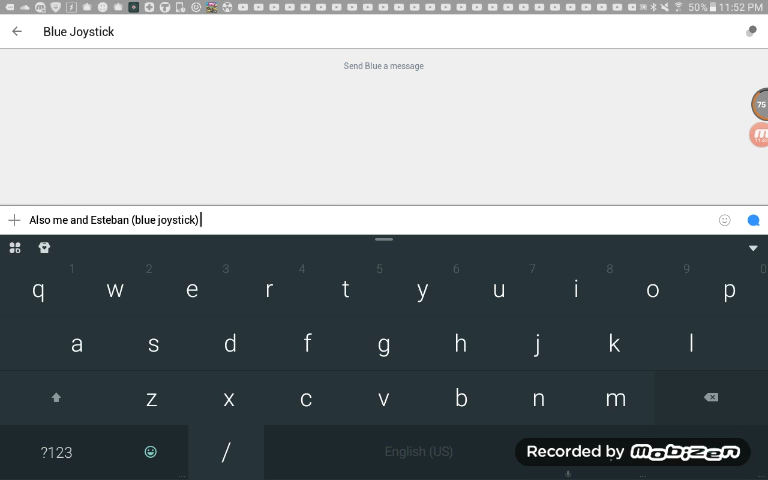 50% 11:52 PM
Blue Joystick
Send Blue a message
75
Also me and Esteban (blue joystick)
1 2 3 4 5 6 7 8 9 0
q w e r t y u i o p
a s d f g h j k l
z x c v b n m
?123 / English (US)
Recorded by mobizen